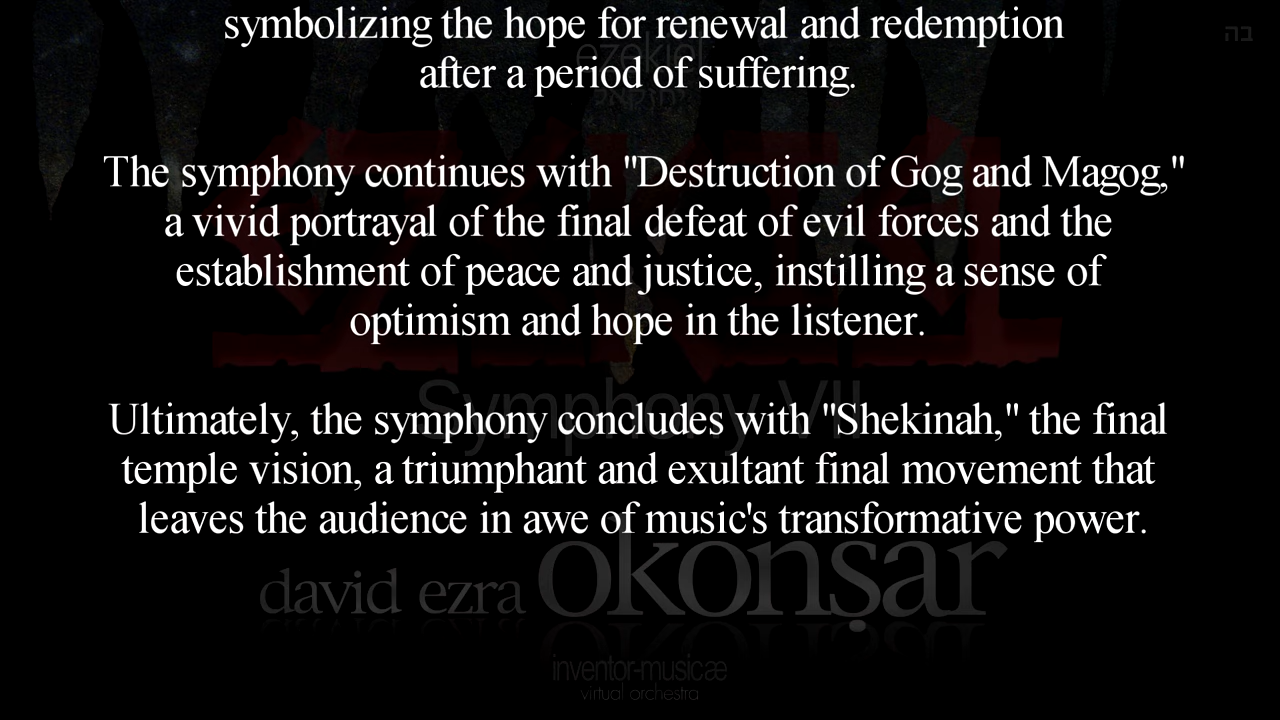 symbolizing the hope for renewal and redemption
בה
ezekiel
after a period of suffering.
The symphony continues with "Destruction of Gog and Magog,"
a vivid portrayal of the final defeat of evil forces and the
establishment of peace and justice, instilling a sense of
optimism and hope in the listener.
Symphony VII
Ultimately, the symphony concludes with "Shekinah," the final
temple vision, a triumphant and exultant final movement that
leaves the audience in awe of music's transformative power.
david ezra okonşar
inventor-musicæ
virtual orchestra